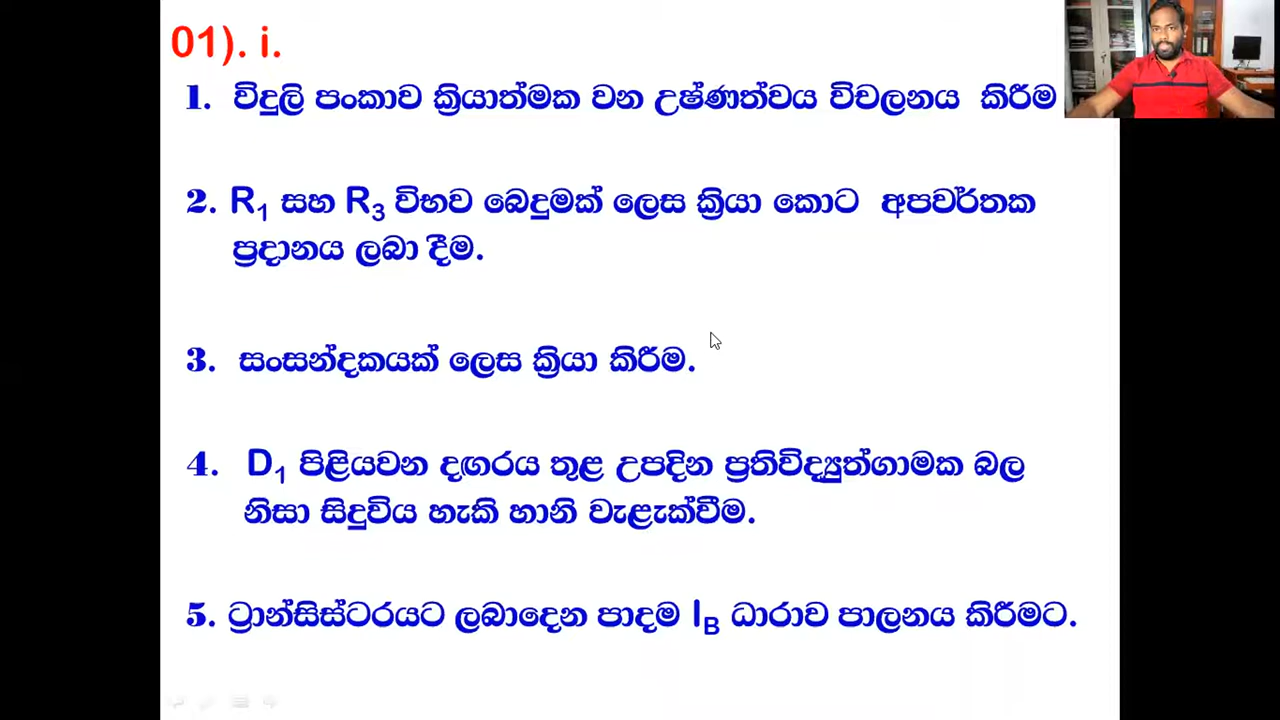 01). i.
1. විදුලි පංකාව ක්‍රියාත්මක වන උෂ්ණත්වය විචලනය කිරීම
2. R1 සහ R3 විභව බෙදුමක් ලෙස ක්‍රියා කොට අපවර්තක
ප්‍රදානය ලබා දීම.
3. සංසන්දකයක් ලෙස ක්‍රියා කිරීම.
4. D1 පිළියවන දඟරය තුළ උපදින ප්‍රතිවිද්‍යුත්ගාමක බල
නිසා සිදුවිය හැකි හානි වැළැක්වීම.
5. ට්‍රාන්සිස්ටරයට ලබාදෙන පාදම IB ධාරාව පාලනය කිරීමට.